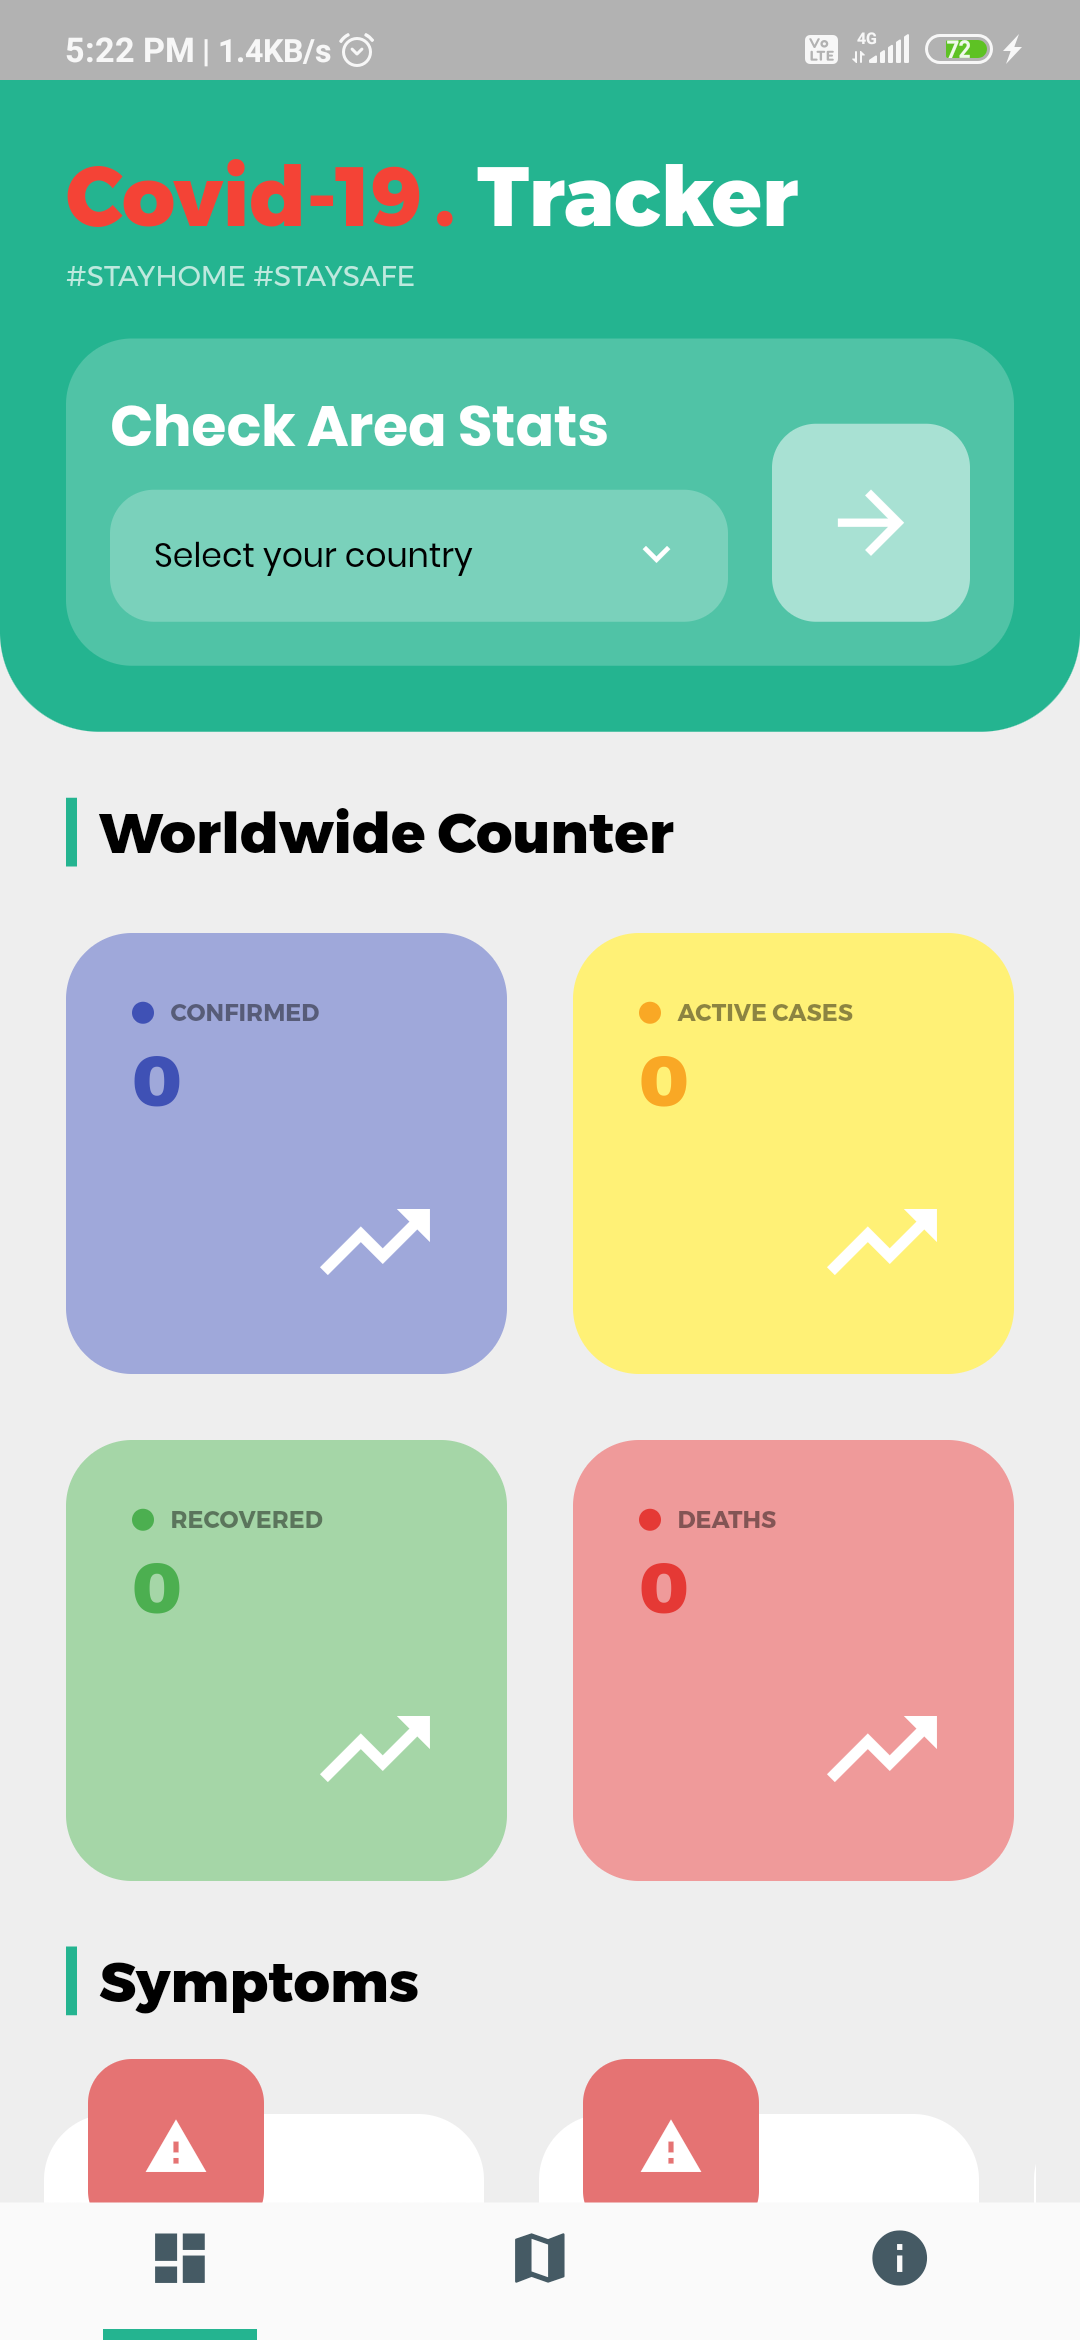 5:22 PM | 1.4KB/s
Vo LTE 4G 72
Covid-19 . Tracker
#STAYHOME #STAYSAFE
Check Area Stats
Select your country
Worldwide Counter
CONFIRMED
0
ACTIVE CASES
0
RECOVERED
0
DEATHS
0
Symptoms